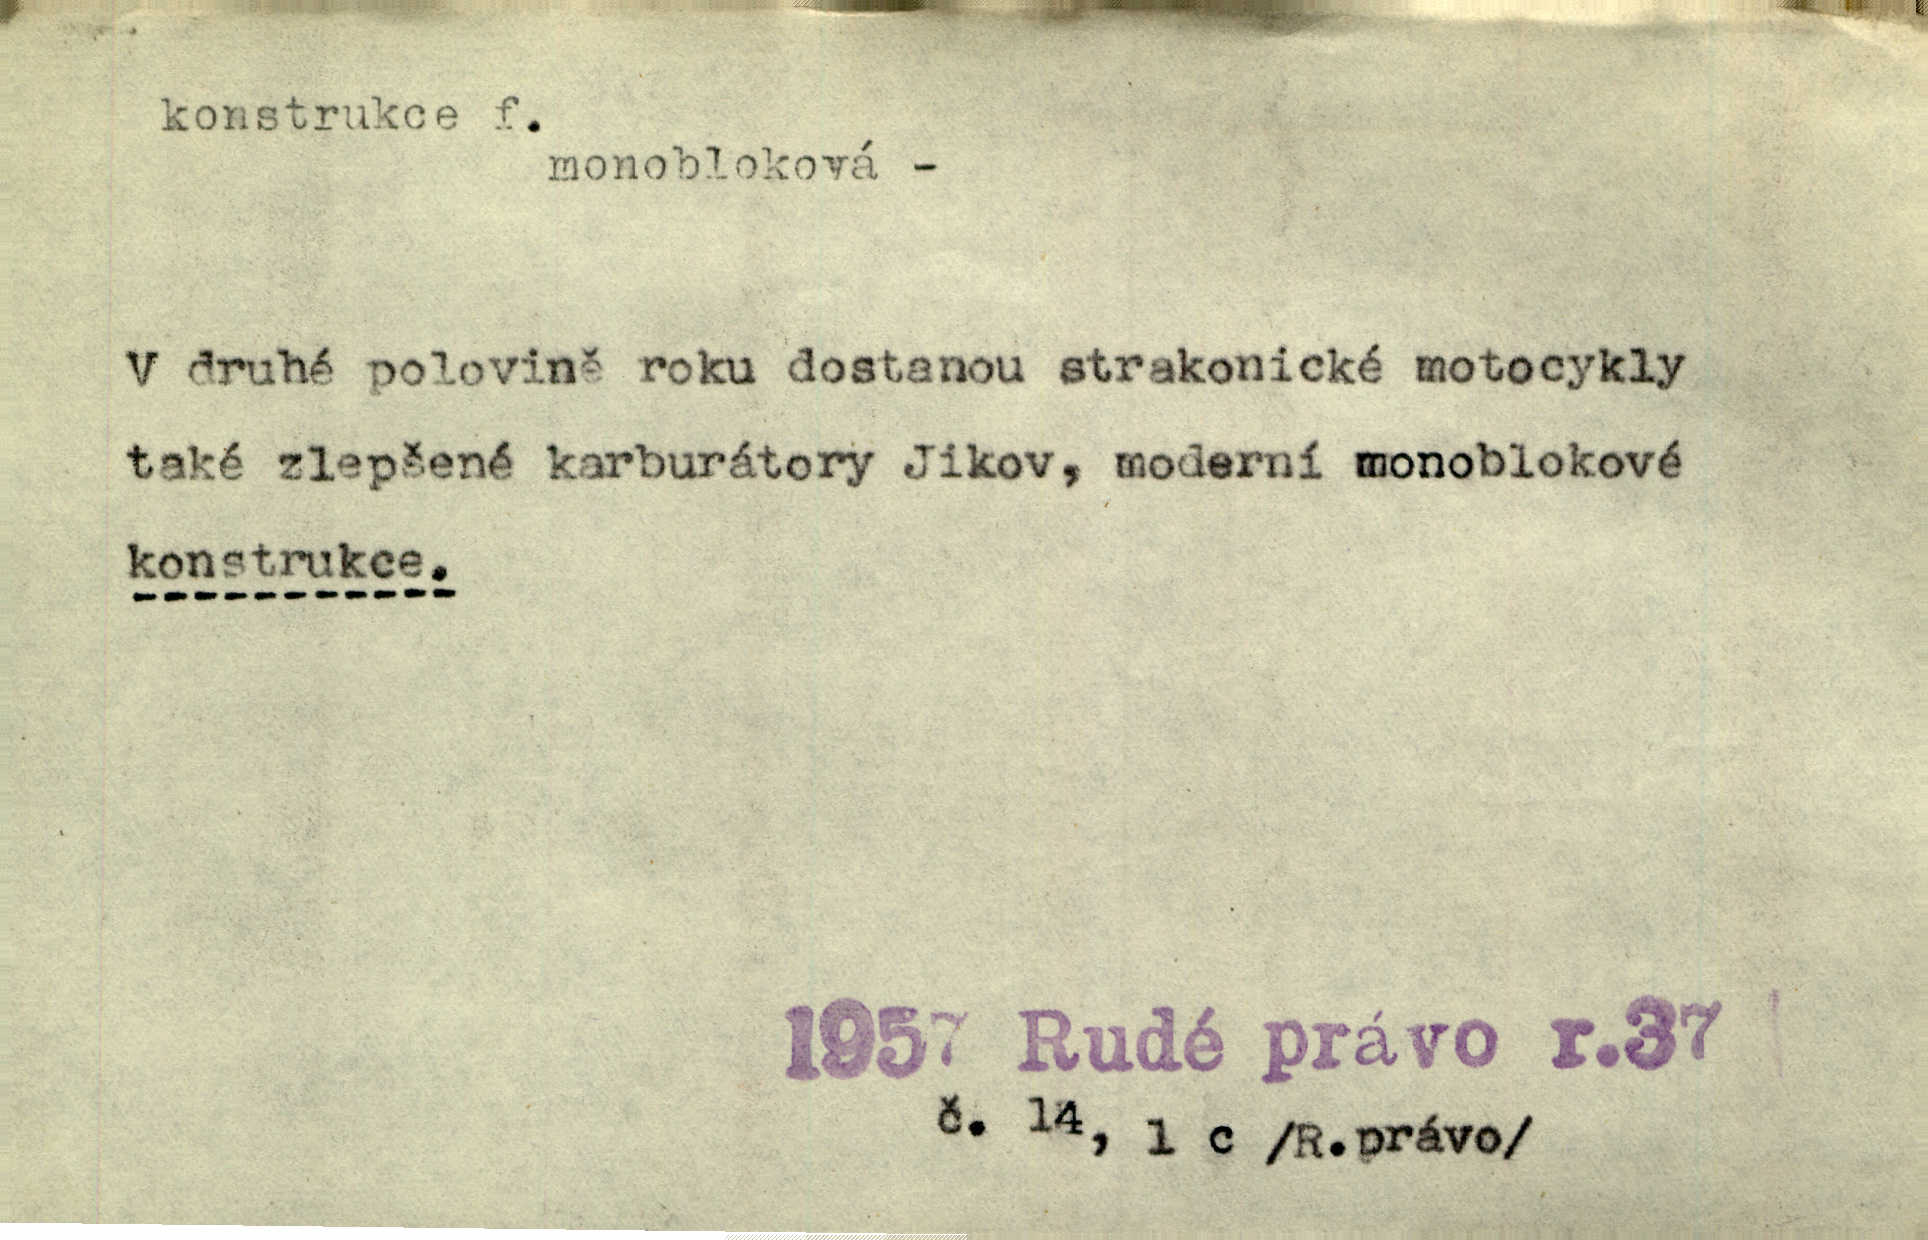 konstrukce f.
monobloková -
V druhé polovině roku dostanou strakonické motocykly
také zlepšené karburátory Jikov, moderní monoblokové
konstrukce.
1957 Rudé právo r.37
č. 14, 1 c /R.právo/